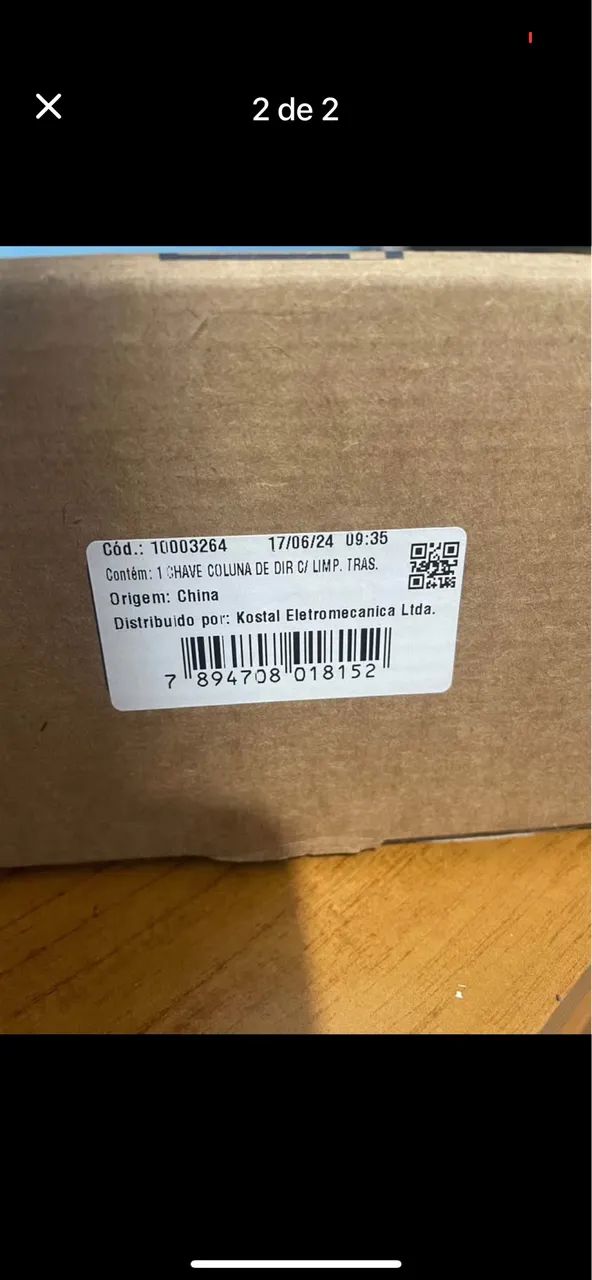 2 de 2
Cód.: 10003264 17/06/24 09:35
Contém: 1 CHAVE COLUNA DE DIR C/ LIMP. TRAS.
Origem: China
Distribuido por: Kostal Eletromecanica Ltda.
7 894708 018152